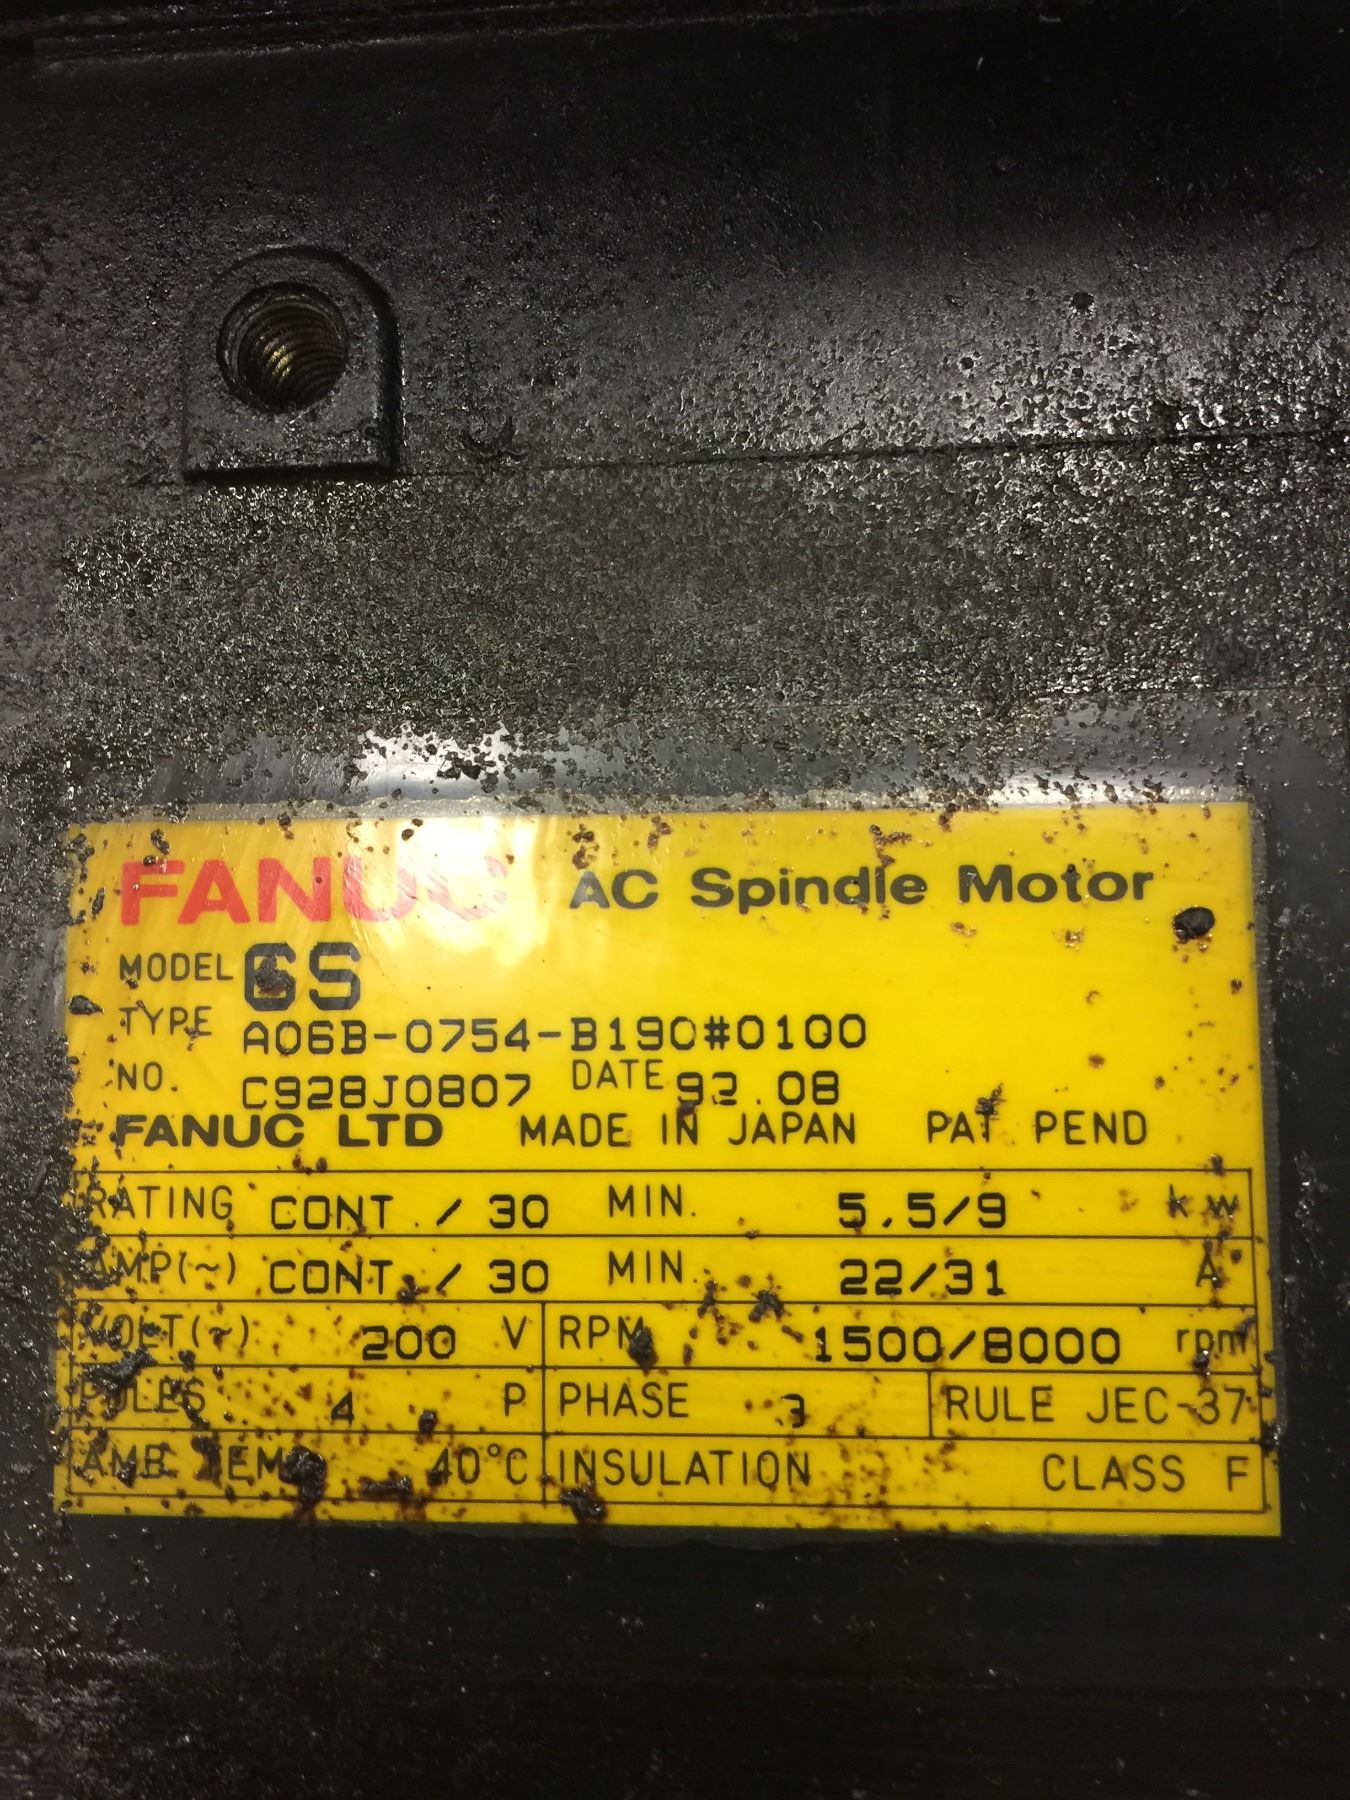 FANUC AC Spindle Motor
MODEL 6S
TYPE A06B-0754-B190#0100
NO. C928J0807 DATE 92.08
FANUC LTD MADE IN JAPAN PAT. PEND
RATING CONT./30 MIN. 5.5/9 kw
AMP(~) CONT./30 MIN. 22/31 A
VOLT(~) 200 V RPM 1500/8000 rpm
POLES 4 P PHASE 3 RULE JEC-37
AMB. TEMP. 40°C INSULATION CLASS F